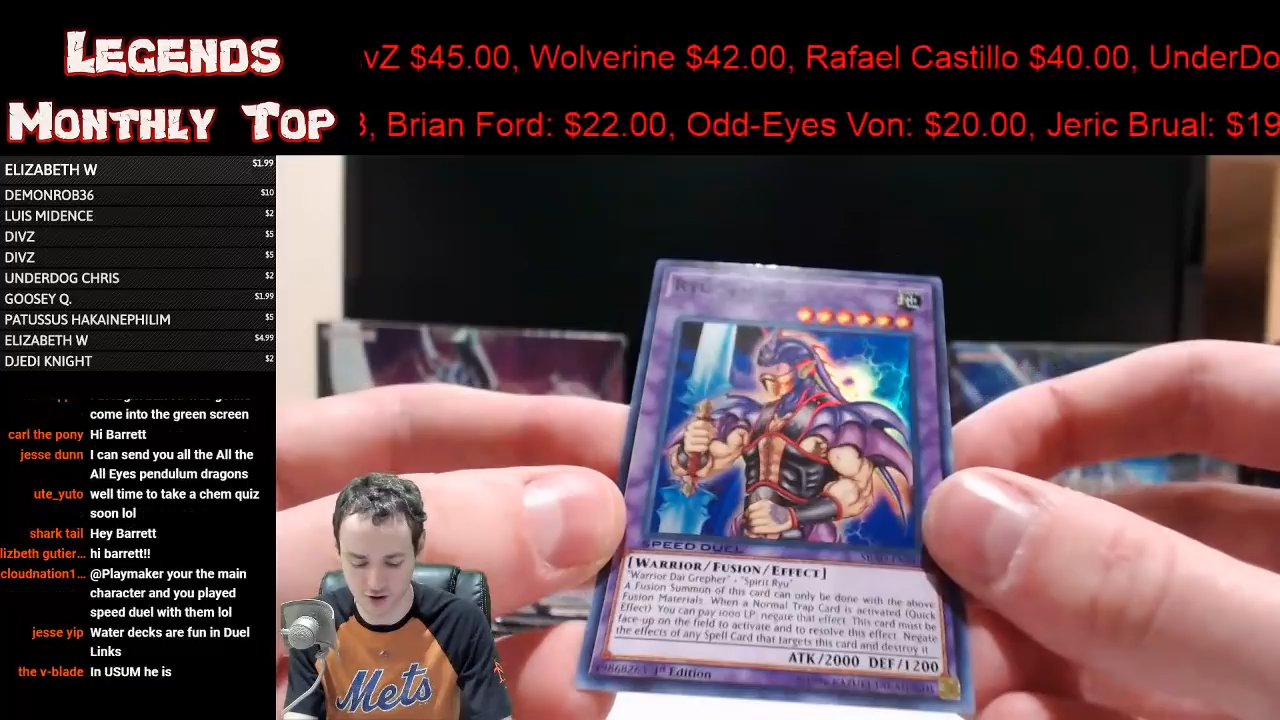 Legends
vZ $45.00, Wolverine $42.00, Rafael Castillo $40.00, UnderDo
Monthly Top
, Brian Ford: $22.00, Odd-Eyes Von: $20.00, Jeric Brual: $19
ELIZABETH W $1.99
DEMONROB36 $10
LUIS MIDENCE $2
DIVZ $5
DIVZ $5
UNDERDOG CHRIS $2
GOOSEY Q. $1.99
PATUSSUS HAKAINEPHILIM $5
ELIZABETH W $4.99
DJEDI KNIGHT $2
come into the green screen
carl the pony Hi Barrett
jesse dunn I can send you all the All the
All Eyes pendulum dragons
ute_yuto well time to take a chem quiz
soon lol
shark tail Hey Barrett
lizbeth gutier... hi barrett!!
cloudnation1... @Playmaker your the main
character and you played
speed duel with them lol
jesse yip Water decks are fun in Duel
Links
the v-blade In USUM he is
Mets
SPEED DUEL
[WARRIOR/FUSION/EFFECT]
"Warrior Dai Grepher" + "Spirit Ryu"
A Fusion Summon of this card can only be done with the above
Fusion Materials. When a Normal Trap Card is activated (Quick
Effect): You can pay 1000 LP; negate that effect. This card must be
face-up on the field to activate and to resolve this effect. Negate
the effects of any Spell Card that targets this card and destroy it.
ATK/2000 DEF/1200
1st Edition